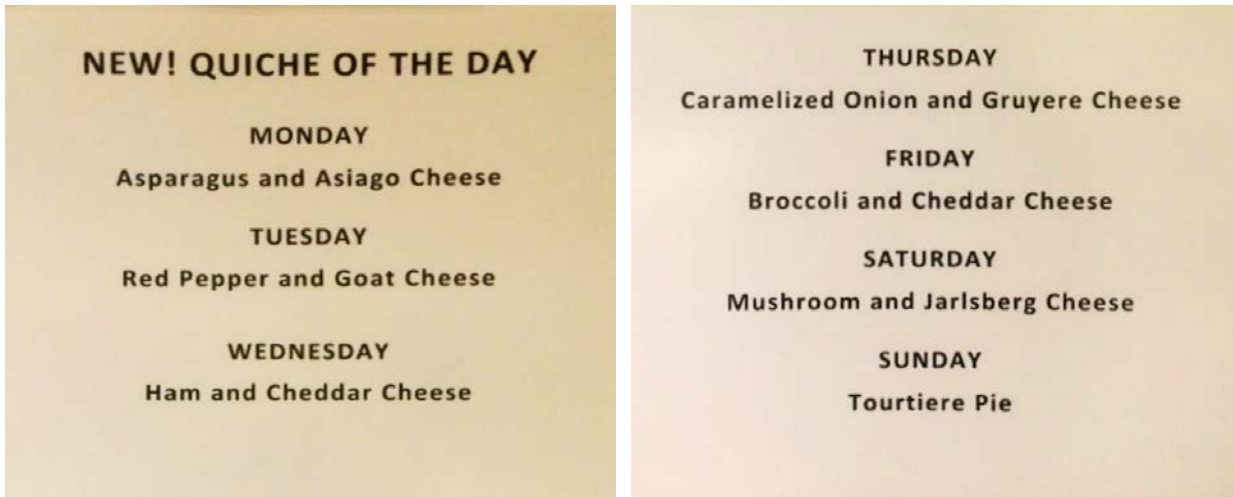 NEW! QUICHE OF THE DAY
MONDAY
Asparagus and Asiago Cheese
TUESDAY
Red Pepper and Goat Cheese
WEDNESDAY
Ham and Cheddar Cheese
THURSDAY
Caramelized Onion and Gruyere Cheese
FRIDAY
Broccoli and Cheddar Cheese
SATURDAY
Mushroom and Jarlsberg Cheese
SUNDAY
Tourtiere Pie